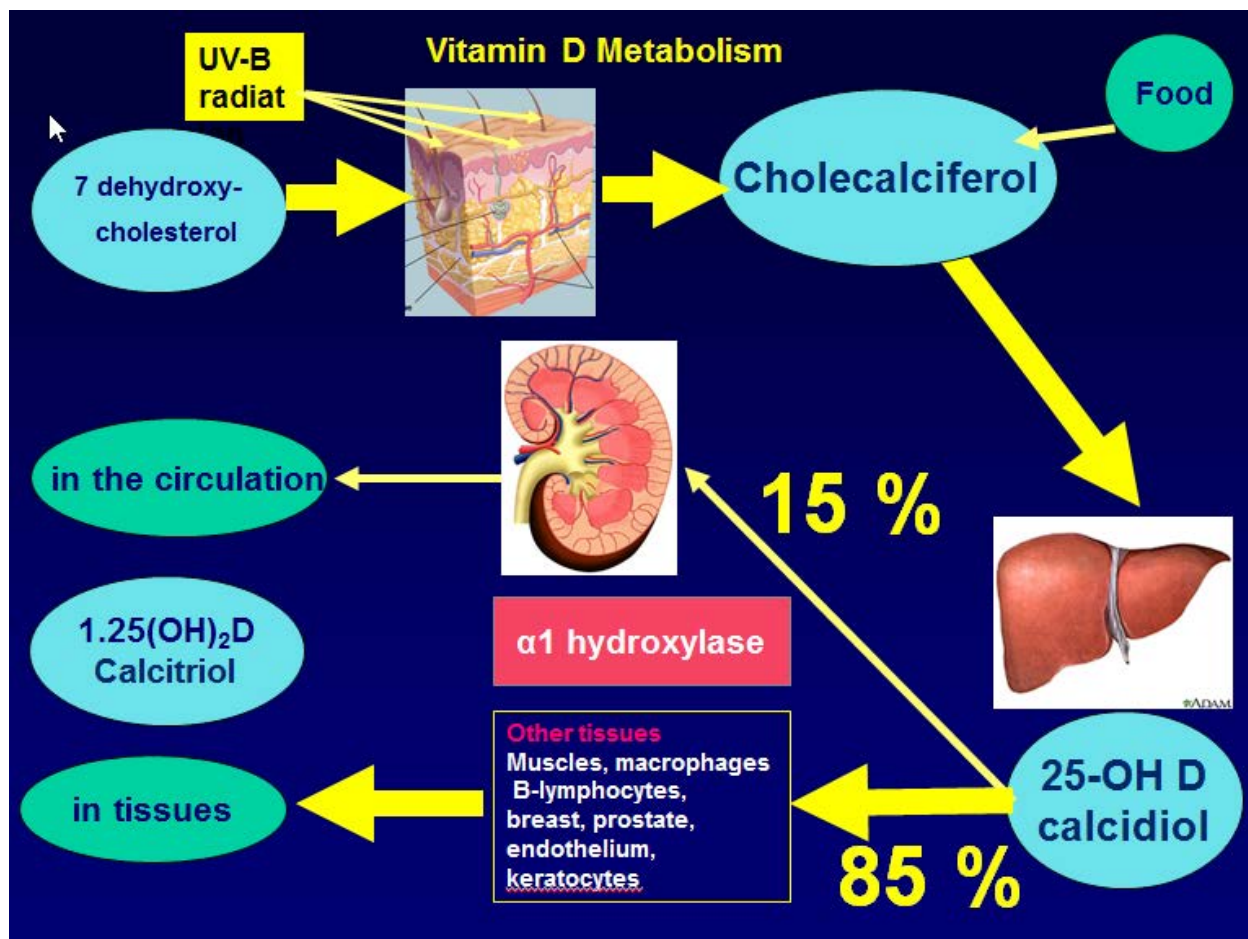 Vitamin D Metabolism
UV-B
radiat
Food
7 dehydroxy-
cholesterol
Cholecalciferol
in the circulation
15 %
1.25(OH)₂D
Calcitriol
α1 hydroxylase
ADAM
Other tissues
Muscles, macrophages
B-lymphocytes,
breast, prostate,
endothelium,
keratocytes
in tissues
25-OH D
calcidiol
85 %